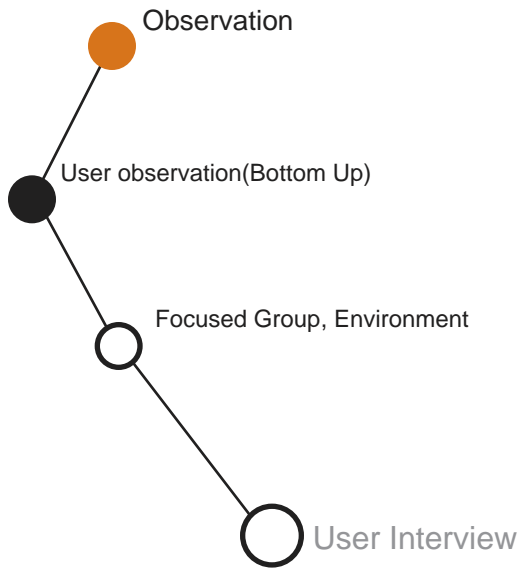 Observation
User observation(Bottom Up)
Focused Group, Environment
User Interview